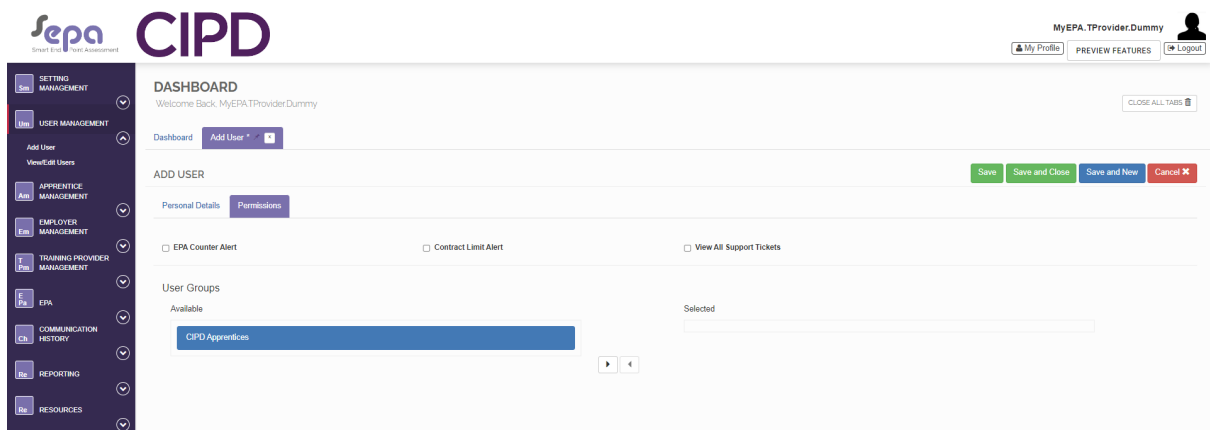 Sepa
Smart End Point Assessment
CIPD
MyEPA.TProvider.Dummy
My Profile
PREVIEW FEATURES
Logout
Sm SETTING MANAGEMENT
Um USER MANAGEMENT
Add User
View/Edit Users
Am APPRENTICE MANAGEMENT
Em EMPLOYER MANAGEMENT
T Pm TRAINING PROVIDER MANAGEMENT
E Pa EPA
Ch COMMUNICATION HISTORY
Re REPORTING
Re RESOURCES
DASHBOARD
Welcome Back, MyEPA.TProvider.Dummy
CLOSE ALL TABS
Dashboard
Add User *
ADD USER
Save
Save and Close
Save and New
Cancel
Personal Details
Permissions
EPA Counter Alert
Contract Limit Alert
View All Support Tickets
User Groups
Available
Selected
CIPD Apprentices